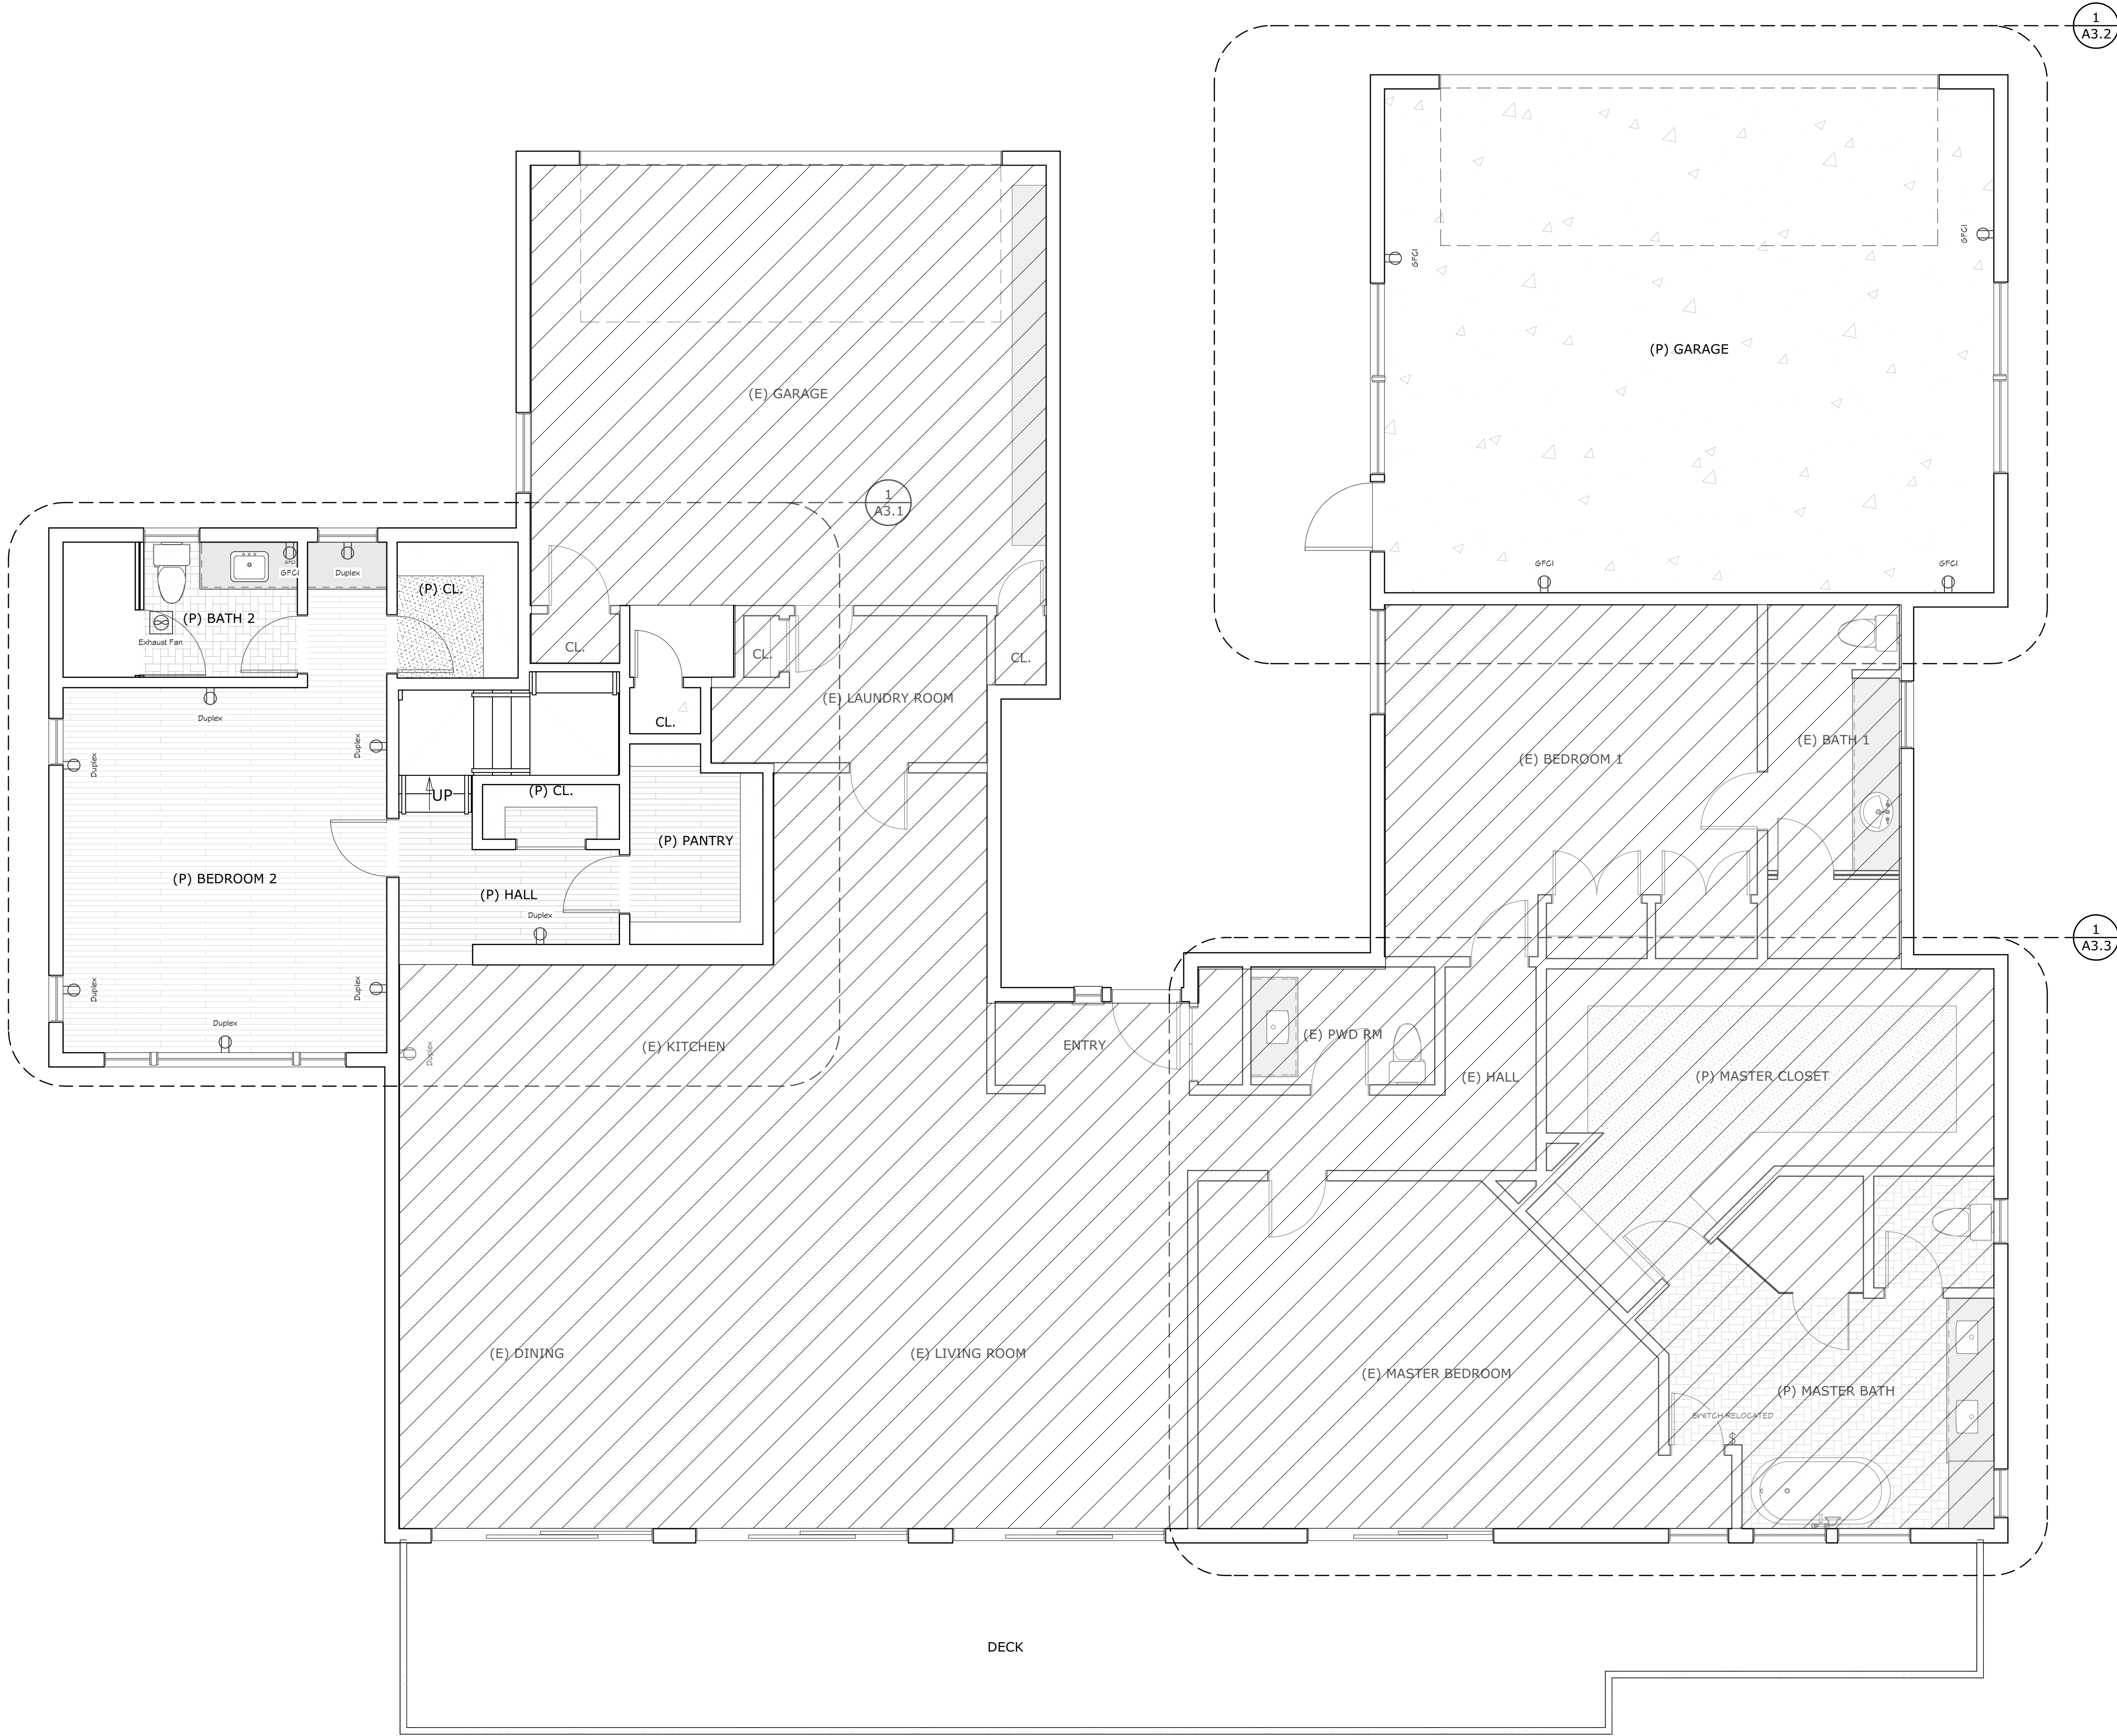 1
A3.2
GFCI
GFCI
(P) GARAGE
(E) GARAGE
1
A3.1
GFCI
GFCI
GFCI
Duplex
(P) CL.
(P) BATH 2
Exhaust Fan
CL.
CL.
CL.
(E) LAUNDRY ROOM
Duplex
CL.
Duplex
Duplex
(E) BATH 1
(E) BEDROOM 1
UP
(P) CL.
(P) PANTRY
(P) BEDROOM 2
(P) HALL
Duplex
1
A3.3
Duplex
Duplex
Duplex
(E) KITCHEN
Duplex
ENTRY
(E) PWD RM
(E) HALL
(P) MASTER CLOSET
(E) DINING
(E) LIVING ROOM
(E) MASTER BEDROOM
(P) MASTER BATH
SWITCH RELOCATED
$
DECK